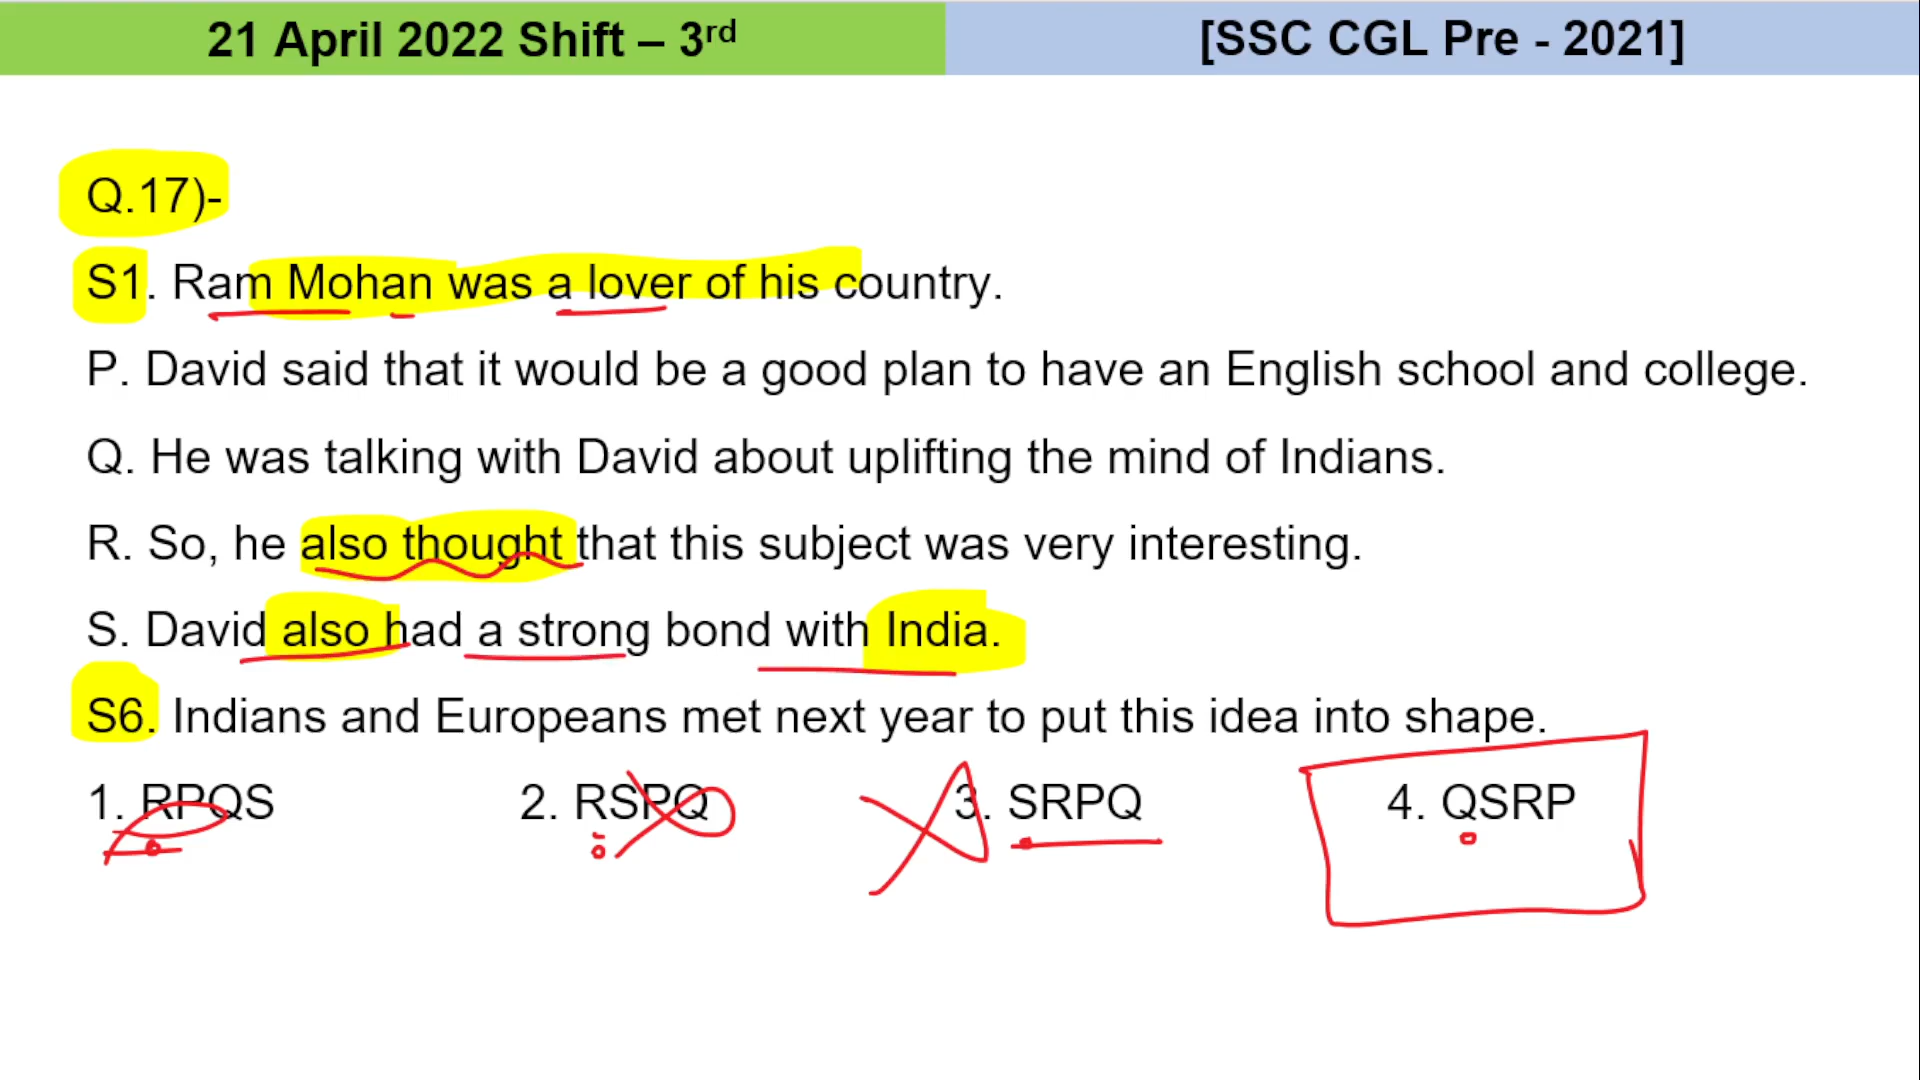 21 April 2022 Shift – 3rd
[SSC CGL Pre - 2021]
Q.17)-
S1. Ram Mohan was a lover of his country.
P. David said that it would be a good plan to have an English school and college.
Q. He was talking with David about uplifting the mind of Indians.
R. So, he also thought that this subject was very interesting.
S. David also had a strong bond with India.
S6. Indians and Europeans met next year to put this idea into shape.
1. RPQS 2. RSPQ 3. SRPQ 4. QSRP